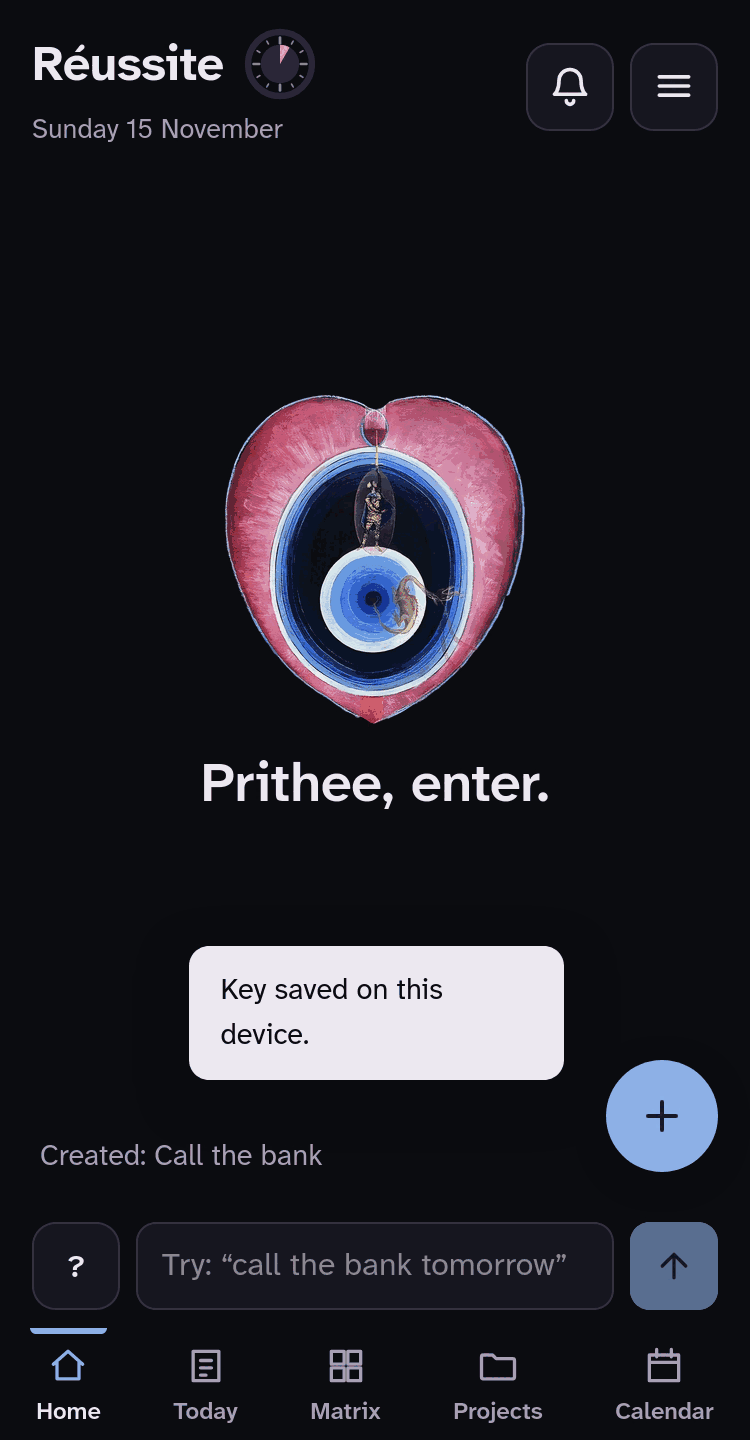 Réussite
Sunday 15 November
Prithee, enter.
Key saved on this
device.
Created: Call the bank
?
Try: “call the bank tomorrow”
Home
Today
Matrix
Projects
Calendar